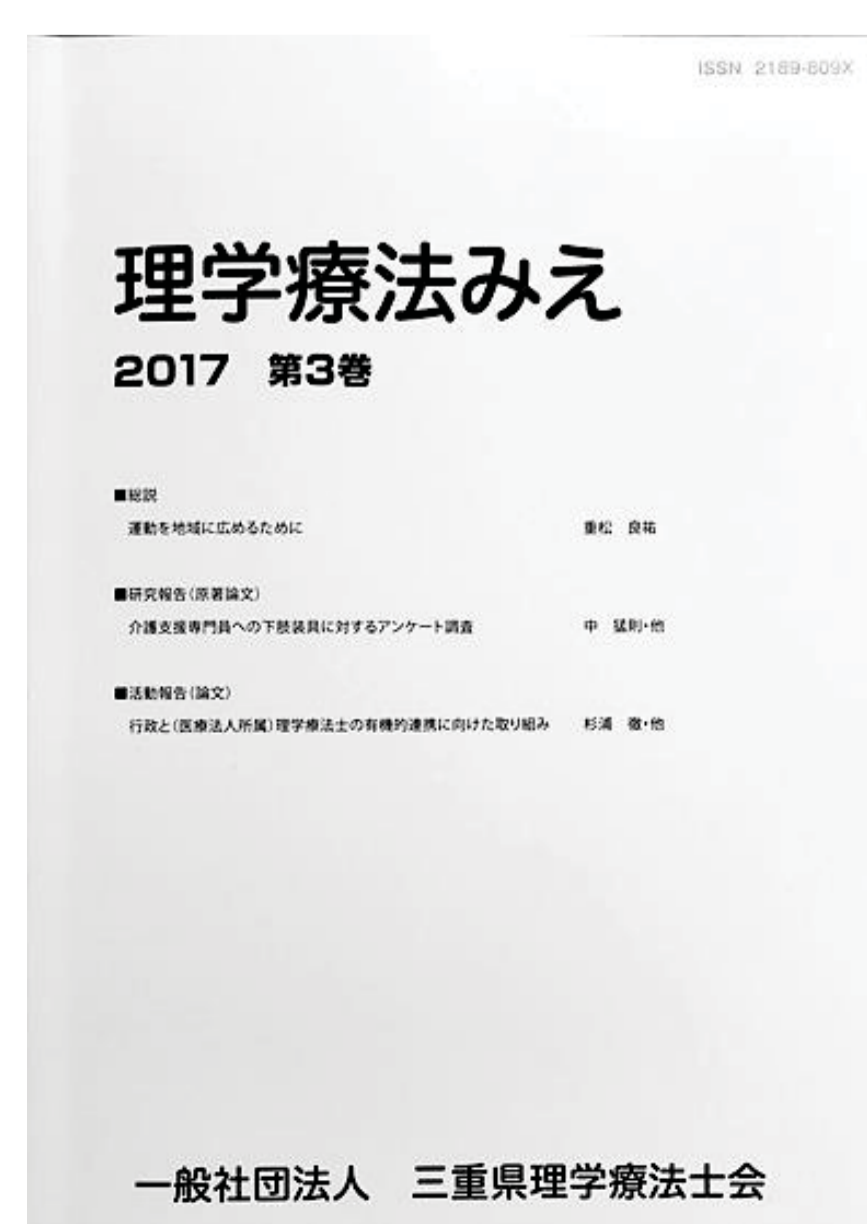 ISSN 2189-809X
理学療法みえ
2017 第3巻
■総説
運動を地域に広めるために 重松 良祐
■研究報告(原著論文)
介護支援専門員への下肢装具に対するアンケート調査 中 猛則・他
■活動報告(論文)
行政と(医療法人所属)理学療法士の有機的連携に向けた取り組み 杉浦 徹・他
一般社団法人 三重県理学療法士会